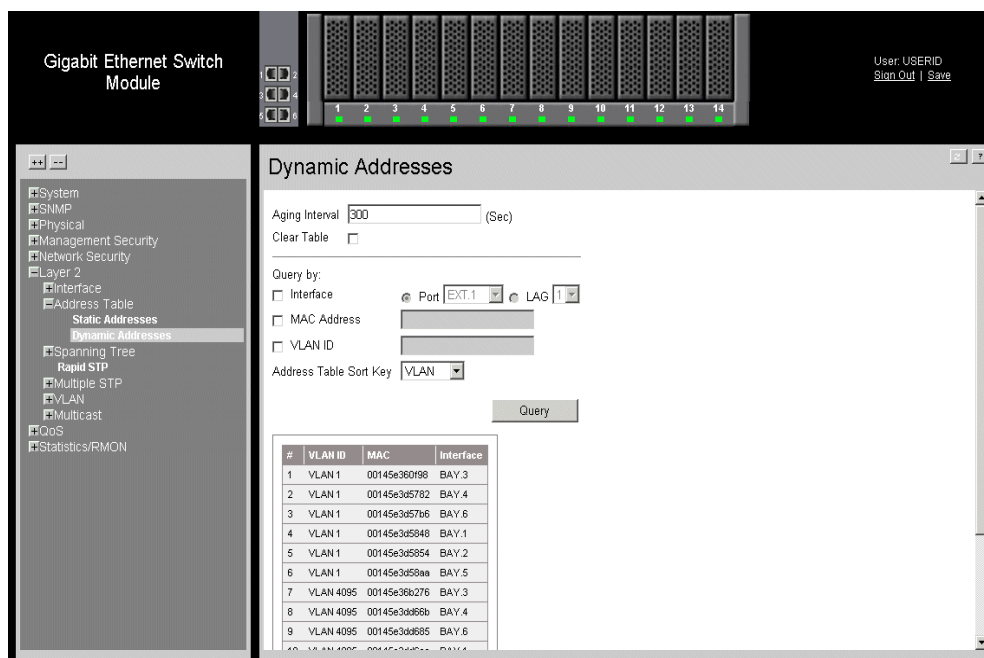 Gigabit Ethernet Switch
Module
1 2
3 4
5 6
1 2 3 4 5 6 7 8 9 10 11 12 13 14
User: USERID
Sign Out | Save
++ --
System
SNMP
Physical
Management Security
Network Security
Layer 2
Interface
Address Table
Static Addresses
Dynamic Addresses
Spanning Tree
Rapid STP
Multiple STP
VLAN
Multicast
QoS
Statistics/RMON
Dynamic Addresses
?
Aging Interval 300 (Sec)
Clear Table
Query by:
Interface Port EXT.1 LAG 1
MAC Address
VLAN ID
Address Table Sort Key VLAN
Query
# VLAN ID MAC Interface
1 VLAN 1 00145e360f98 BAY.3
2 VLAN 1 00145e3d5782 BAY.4
3 VLAN 1 00145e3d57b6 BAY.6
4 VLAN 1 00145e3d5848 BAY.1
5 VLAN 1 00145e3d5854 BAY.2
6 VLAN 1 00145e3d58aa BAY.5
7 VLAN 4095 00145e36b276 BAY.3
8 VLAN 4095 00145e3dd66b BAY.4
9 VLAN 4095 00145e3dd685 BAY.6